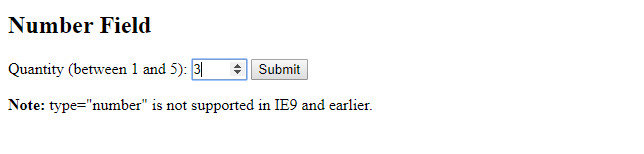 Number Field
Quantity (between 1 and 5): 3 Submit
Note: type="number" is not supported in IE9 and earlier.